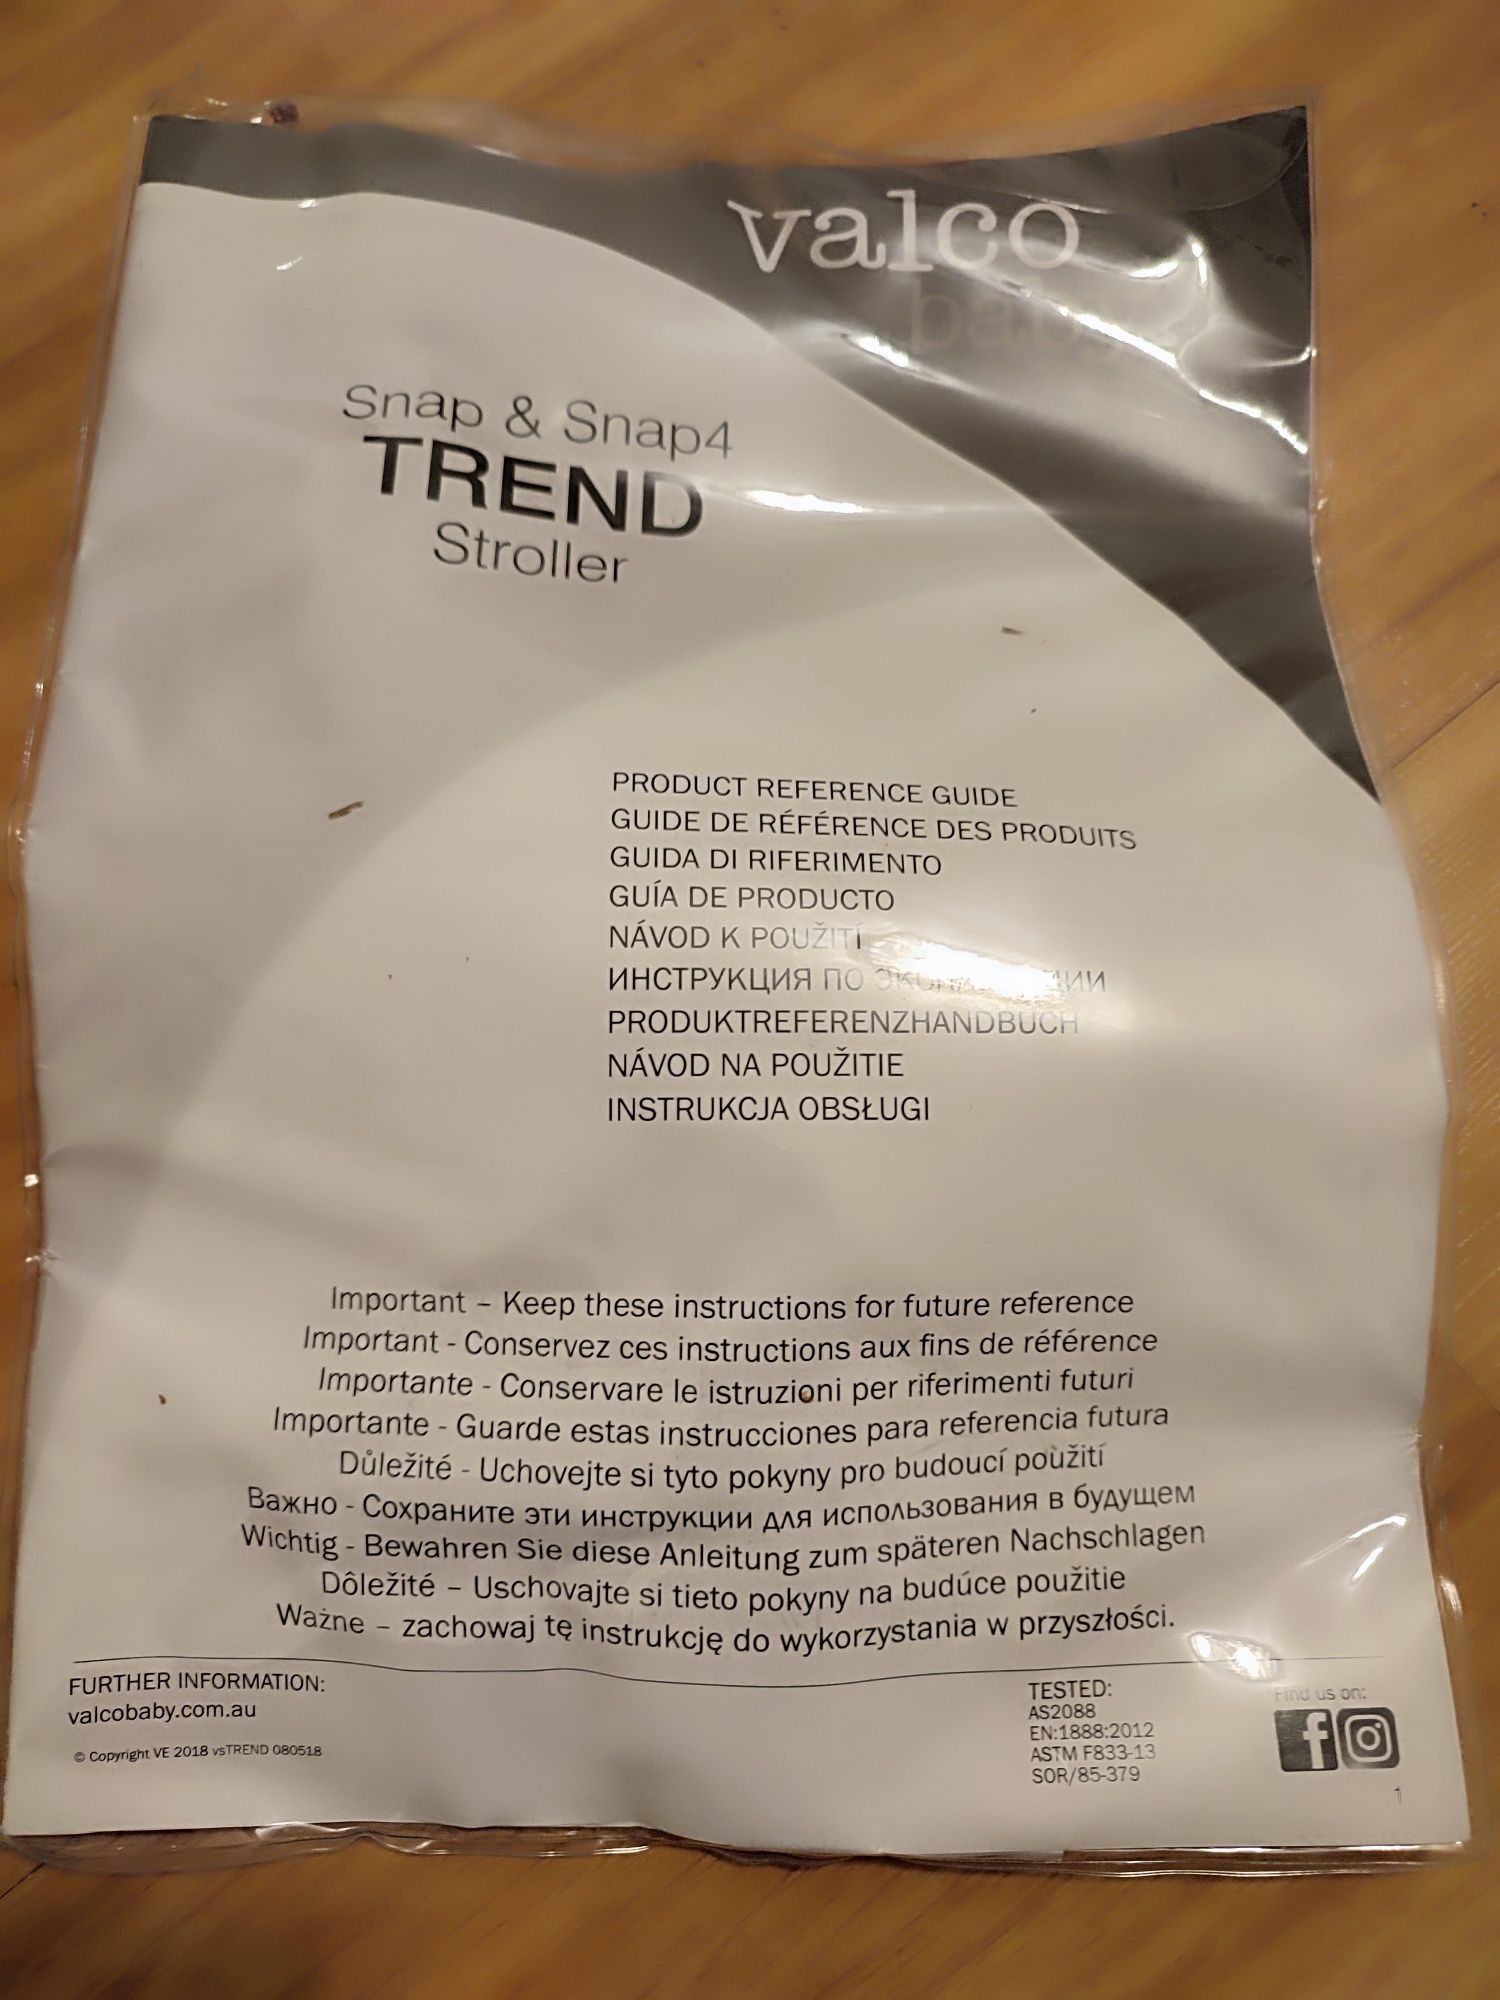 valco
baby
Snap & Snap4
TREND
Stroller
PRODUCT REFERENCE GUIDE
GUIDE DE RÉFÉRENCE DES PRODUITS
GUIDA DI RIFERIMENTO
GUÍA DE PRODUCTO
NÁVOD K POUŽITÍ
ИНСТРУКЦИЯ ПО
PRODUKTREFERENZHANDBUCH
NÁVOD NA POUŽITIE
INSTRUKCJA OBSŁUGI
Important – Keep these instructions for future reference
Important - Conservez ces instructions aux fins de référence
Importante - Conservare le istruzioni per riferimenti futuri
Importante - Guarde estas instrucciones para referencia futura
Důležité - Uchovejte si tyto pokyny pro budoucí použití
Важно - Сохраните эти инструкции для использования в будущем
Wichtig - Bewahren Sie diese Anleitung zum späteren Nachschlagen
Dôležité – Uschovajte si tieto pokyny na budúce použitie
Ważne – zachowaj tę instrukcję do wykorzystania w przyszłości.
FURTHER INFORMATION:
valcobaby.com.au
© Copyright VE 2018 vsTREND 080518
TESTED:
AS2088
EN:1888:2012
ASTM F833-13
SOR/85-379
Find us on:
1